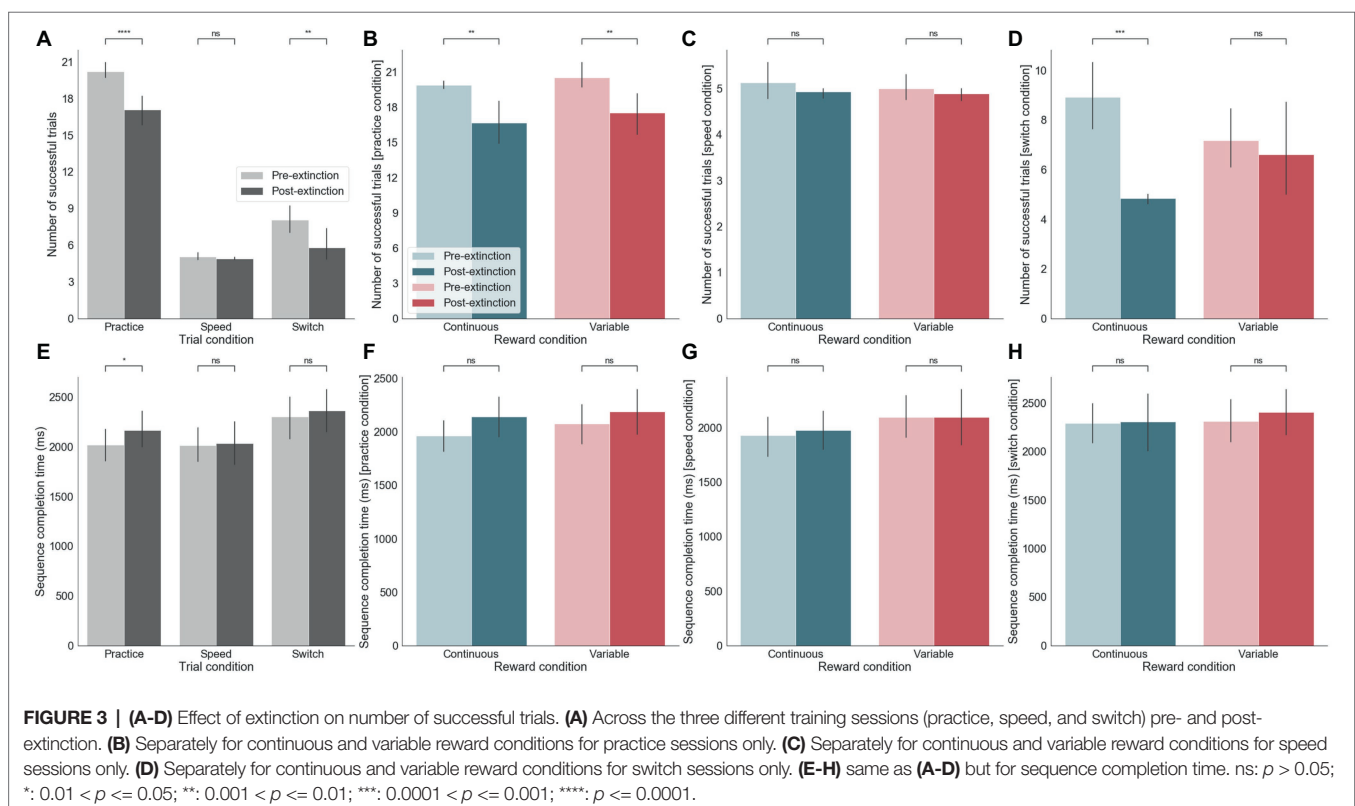 A
****
ns
**
21
18
15
12
9
6
3
0
Number of successful trials
Pre-extinction
Post-extinction
Practice
Speed
Switch
Trial condition
B
**
**
21
18
15
12
9
6
3
0
Number of successful trials [practice condition]
Pre-extinction
Post-extinction
Pre-extinction
Post-extinction
Continuous
Variable
Reward condition
C
ns
ns
5
4
3
2
1
0
Number of successful trials [speed condition]
Continuous
Variable
Reward condition
D
***
ns
10
8
6
4
2
0
Number of successful trials [switch condition]
Continuous
Variable
Reward condition
E
*
ns
ns
2500
2000
1500
1000
500
0
Sequence completion time (ms)
Practice
Speed
Switch
Trial condition
F
ns
ns
2500
2000
1500
1000
500
0
Sequence completion time (ms) [practice condition]
Continuous
Variable
Reward condition
G
ns
ns
2000
1500
1000
500
0
Sequence completion time (ms) [speed condition]
Continuous
Variable
Reward condition
H
ns
ns
2500
2000
1500
1000
500
0
Sequence completion time (ms) [switch condition]
Continuous
Variable
Reward condition
FIGURE 3 | (A-D) Effect of extinction on number of successful trials. (A) Across the three different training sessions (practice, speed, and switch) pre- and post-
extinction. (B) Separately for continuous and variable reward conditions for practice sessions only. (C) Separately for continuous and variable reward conditions for speed
sessions only. (D) Separately for continuous and variable reward conditions for switch sessions only. (E-H) same as (A-D) but for sequence completion time. ns: p > 0.05;
*: 0.01 < p <= 0.05; **: 0.001 < p <= 0.01; ***: 0.0001 < p <= 0.001; ****: p <= 0.0001.